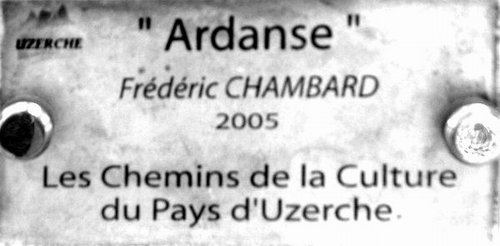 UZERCHE
" Ardanse "
Frédéric CHAMBARD
2005
Les Chemins de la Culture
du Pays d'Uzerche.